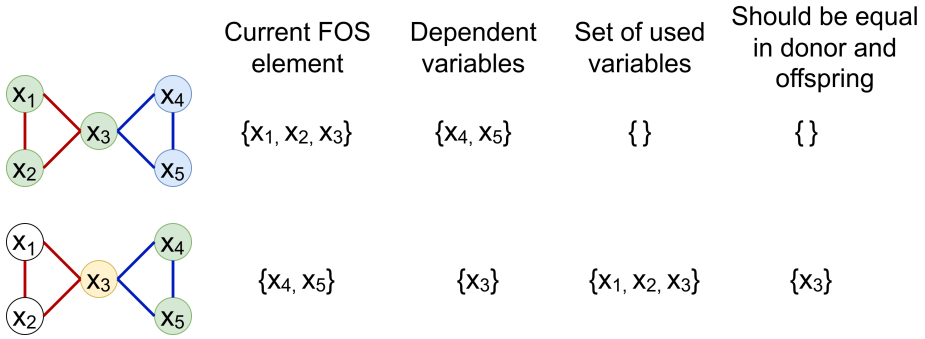 Current FOS element
Dependent variables
Set of used variables
Should be equal in donor and offspring
x1
x4
x3
x2
x5
{x1, x2, x3}
{x4, x5}
{ }
{ }
x1
x4
x3
x2
x5
{x4, x5}
{x3}
{x1, x2, x3}
{x3}